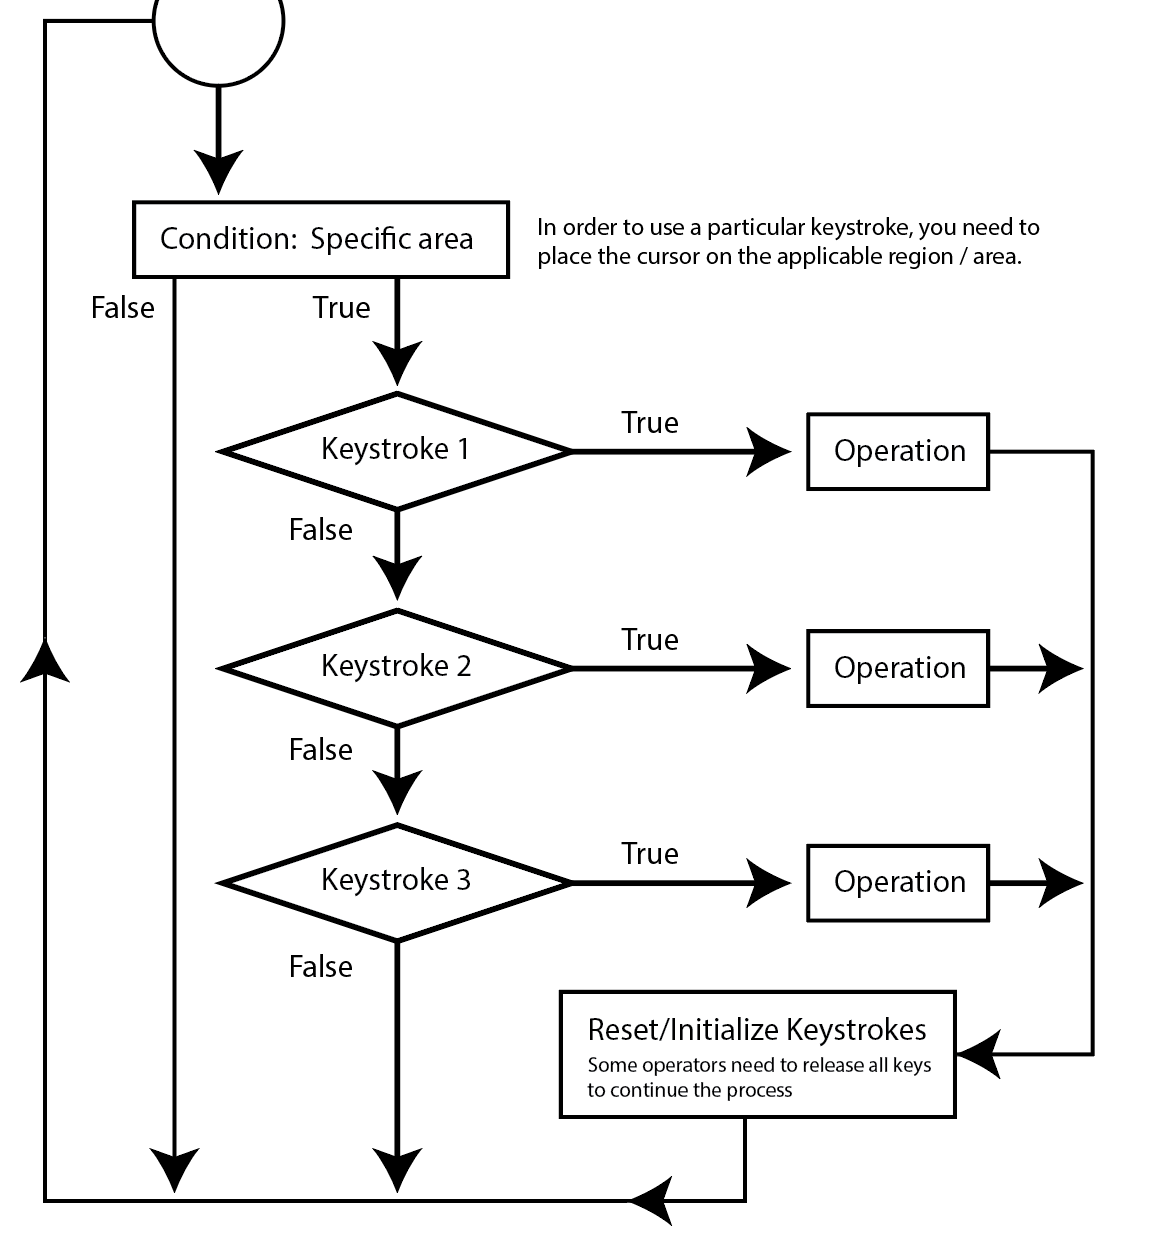 Condition:  Specific area
In order to use a particular keystroke, you need to
place the cursor on the applicable region / area.
False
True
Keystroke 1
True
Operation
False
Keystroke 2
True
Operation
False
Keystroke 3
True
Operation
False
Reset/Initialize Keystrokes
Some operators need to release all keys
to continue the process